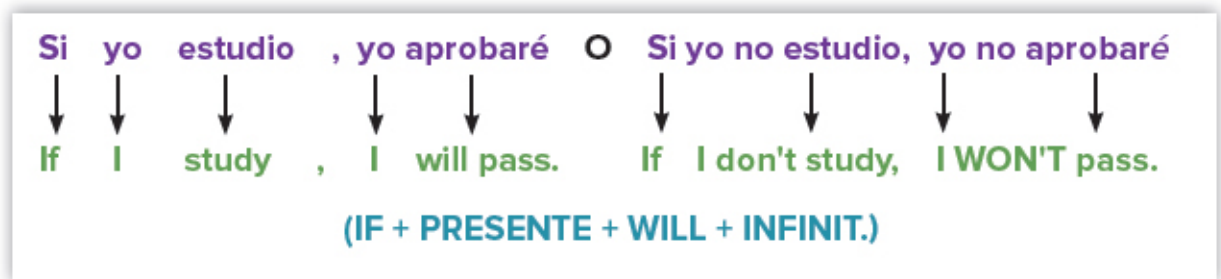 Si yo estudio , yo aprobaré O Si yo no estudio, yo no aprobaré
If I study , I will pass. If I don't study, I WON'T pass.
(IF + PRESENTE + WILL + INFINIT.)